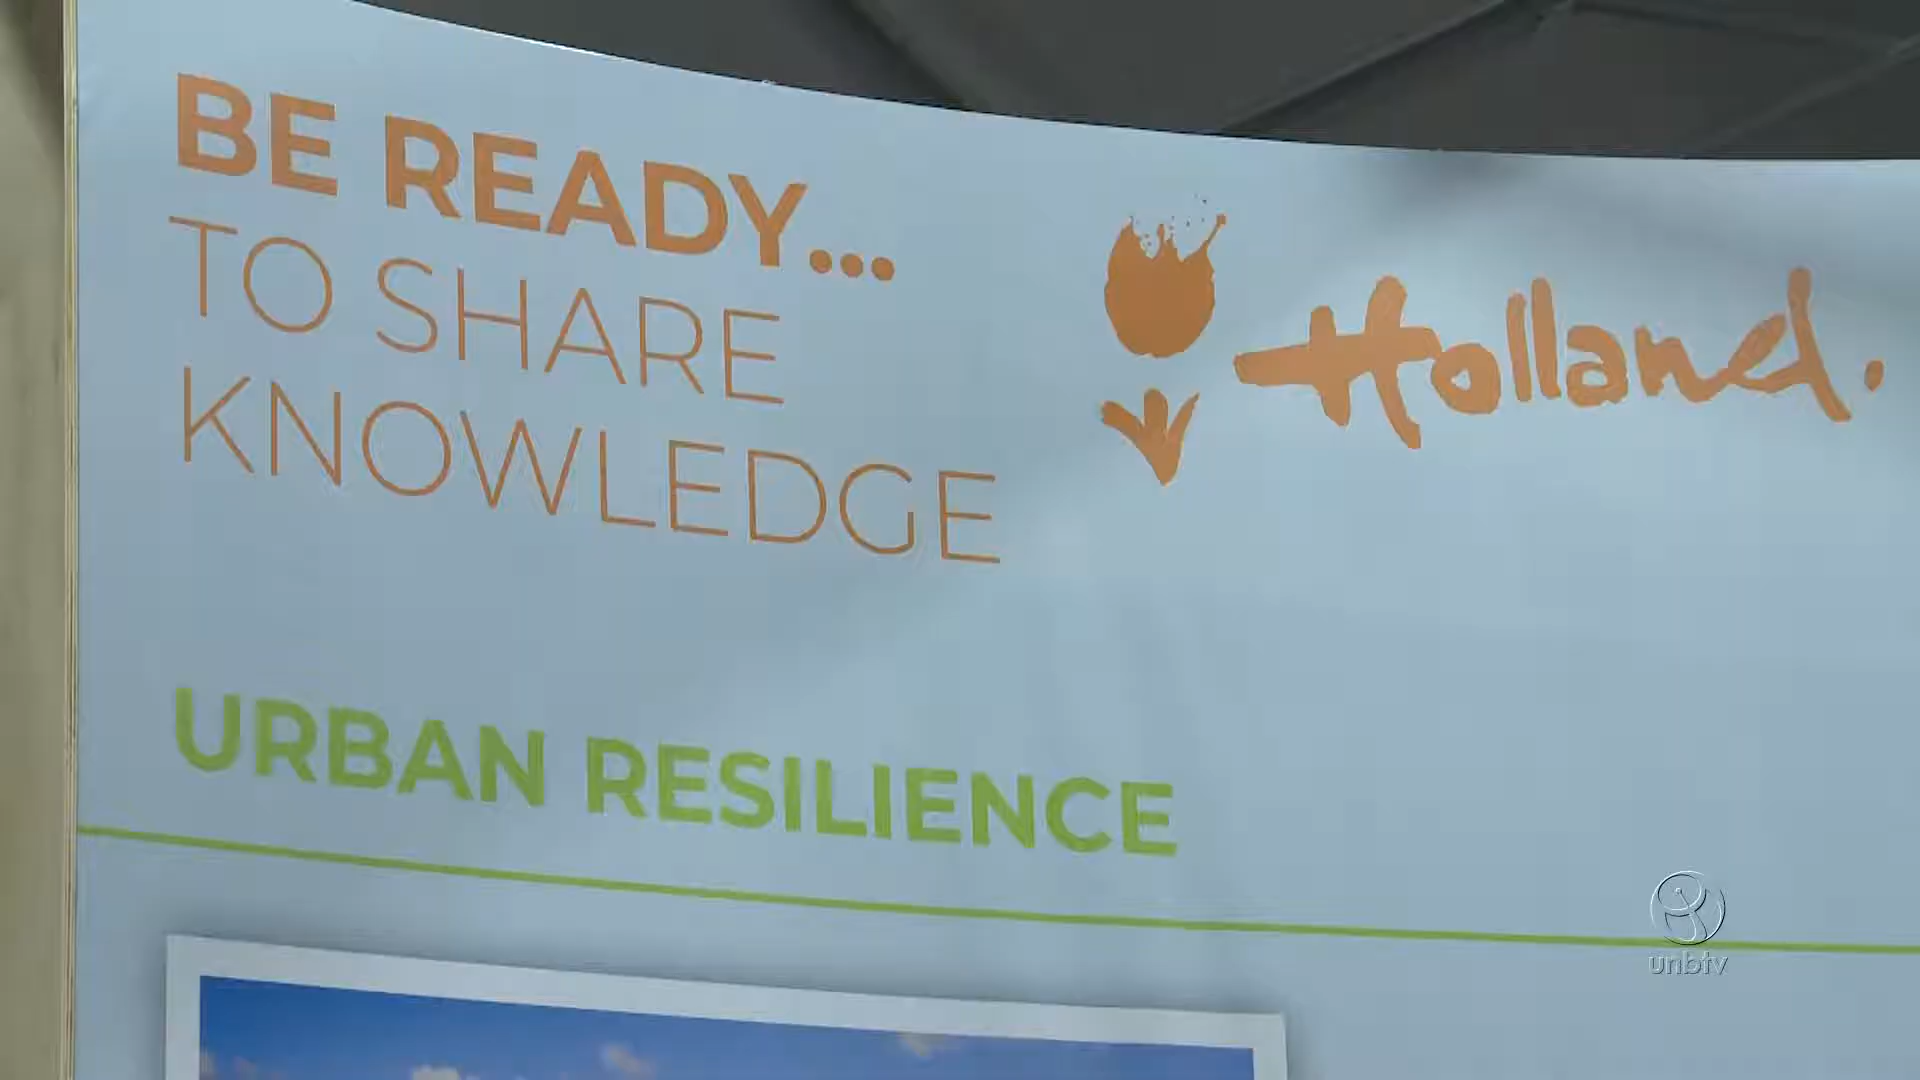 BE READY...
TO SHARE
KNOWLEDGE
Holland.
URBAN RESILIENCE
unbtv